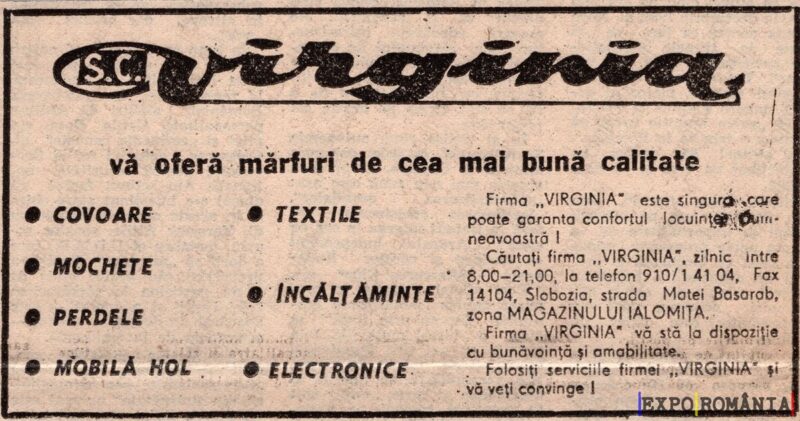 S.C. Virginia
vă oferă mărfuri de cea mai bună calitate
● COVOARE
● MOCHETE
● PERDELE
● MOBILĂ HOL
● TEXTILE
● ÎNCĂLȚĂMINTE
● ELECTRONICE
Firma „VIRGINIA" este singura care
poate garanta confortul locuinței dum-
neavoastră !
Căutați firma „VIRGINIA", zilnic între
8,00—21,00, la telefon 910/1 41 04, Fax
14104, Slobozia, strada Matei Basarab,
zona MAGAZINULUI IALOMIȚA.
Firma „VIRGINIA" vă stă la dispoziție
cu bunăvoință și amabilitate.
Folosiți serviciile firmei „VIRGINIA" și
vă veți convinge !
EXPO ROMÂNIA